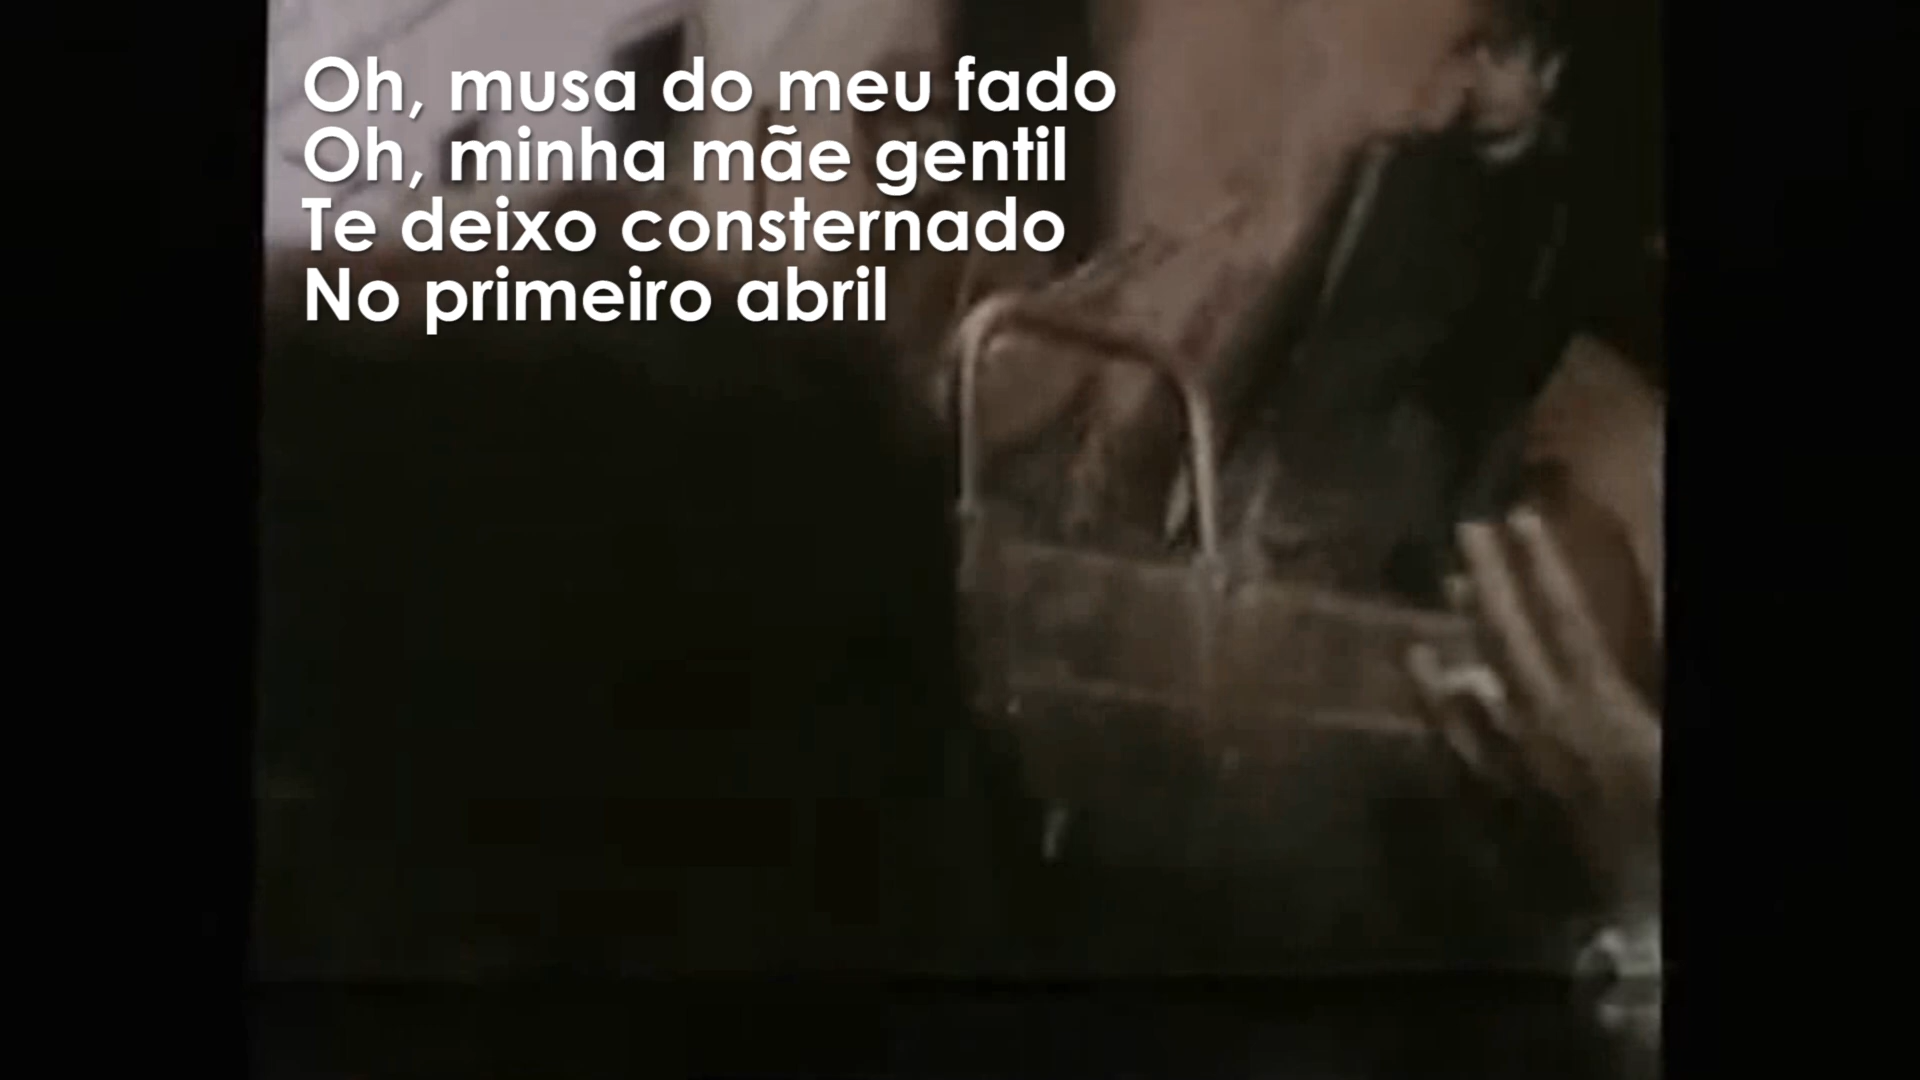 Oh, musa do meu fado
Oh, minha mãe gentil
Te deixo consternado
No primeiro abril